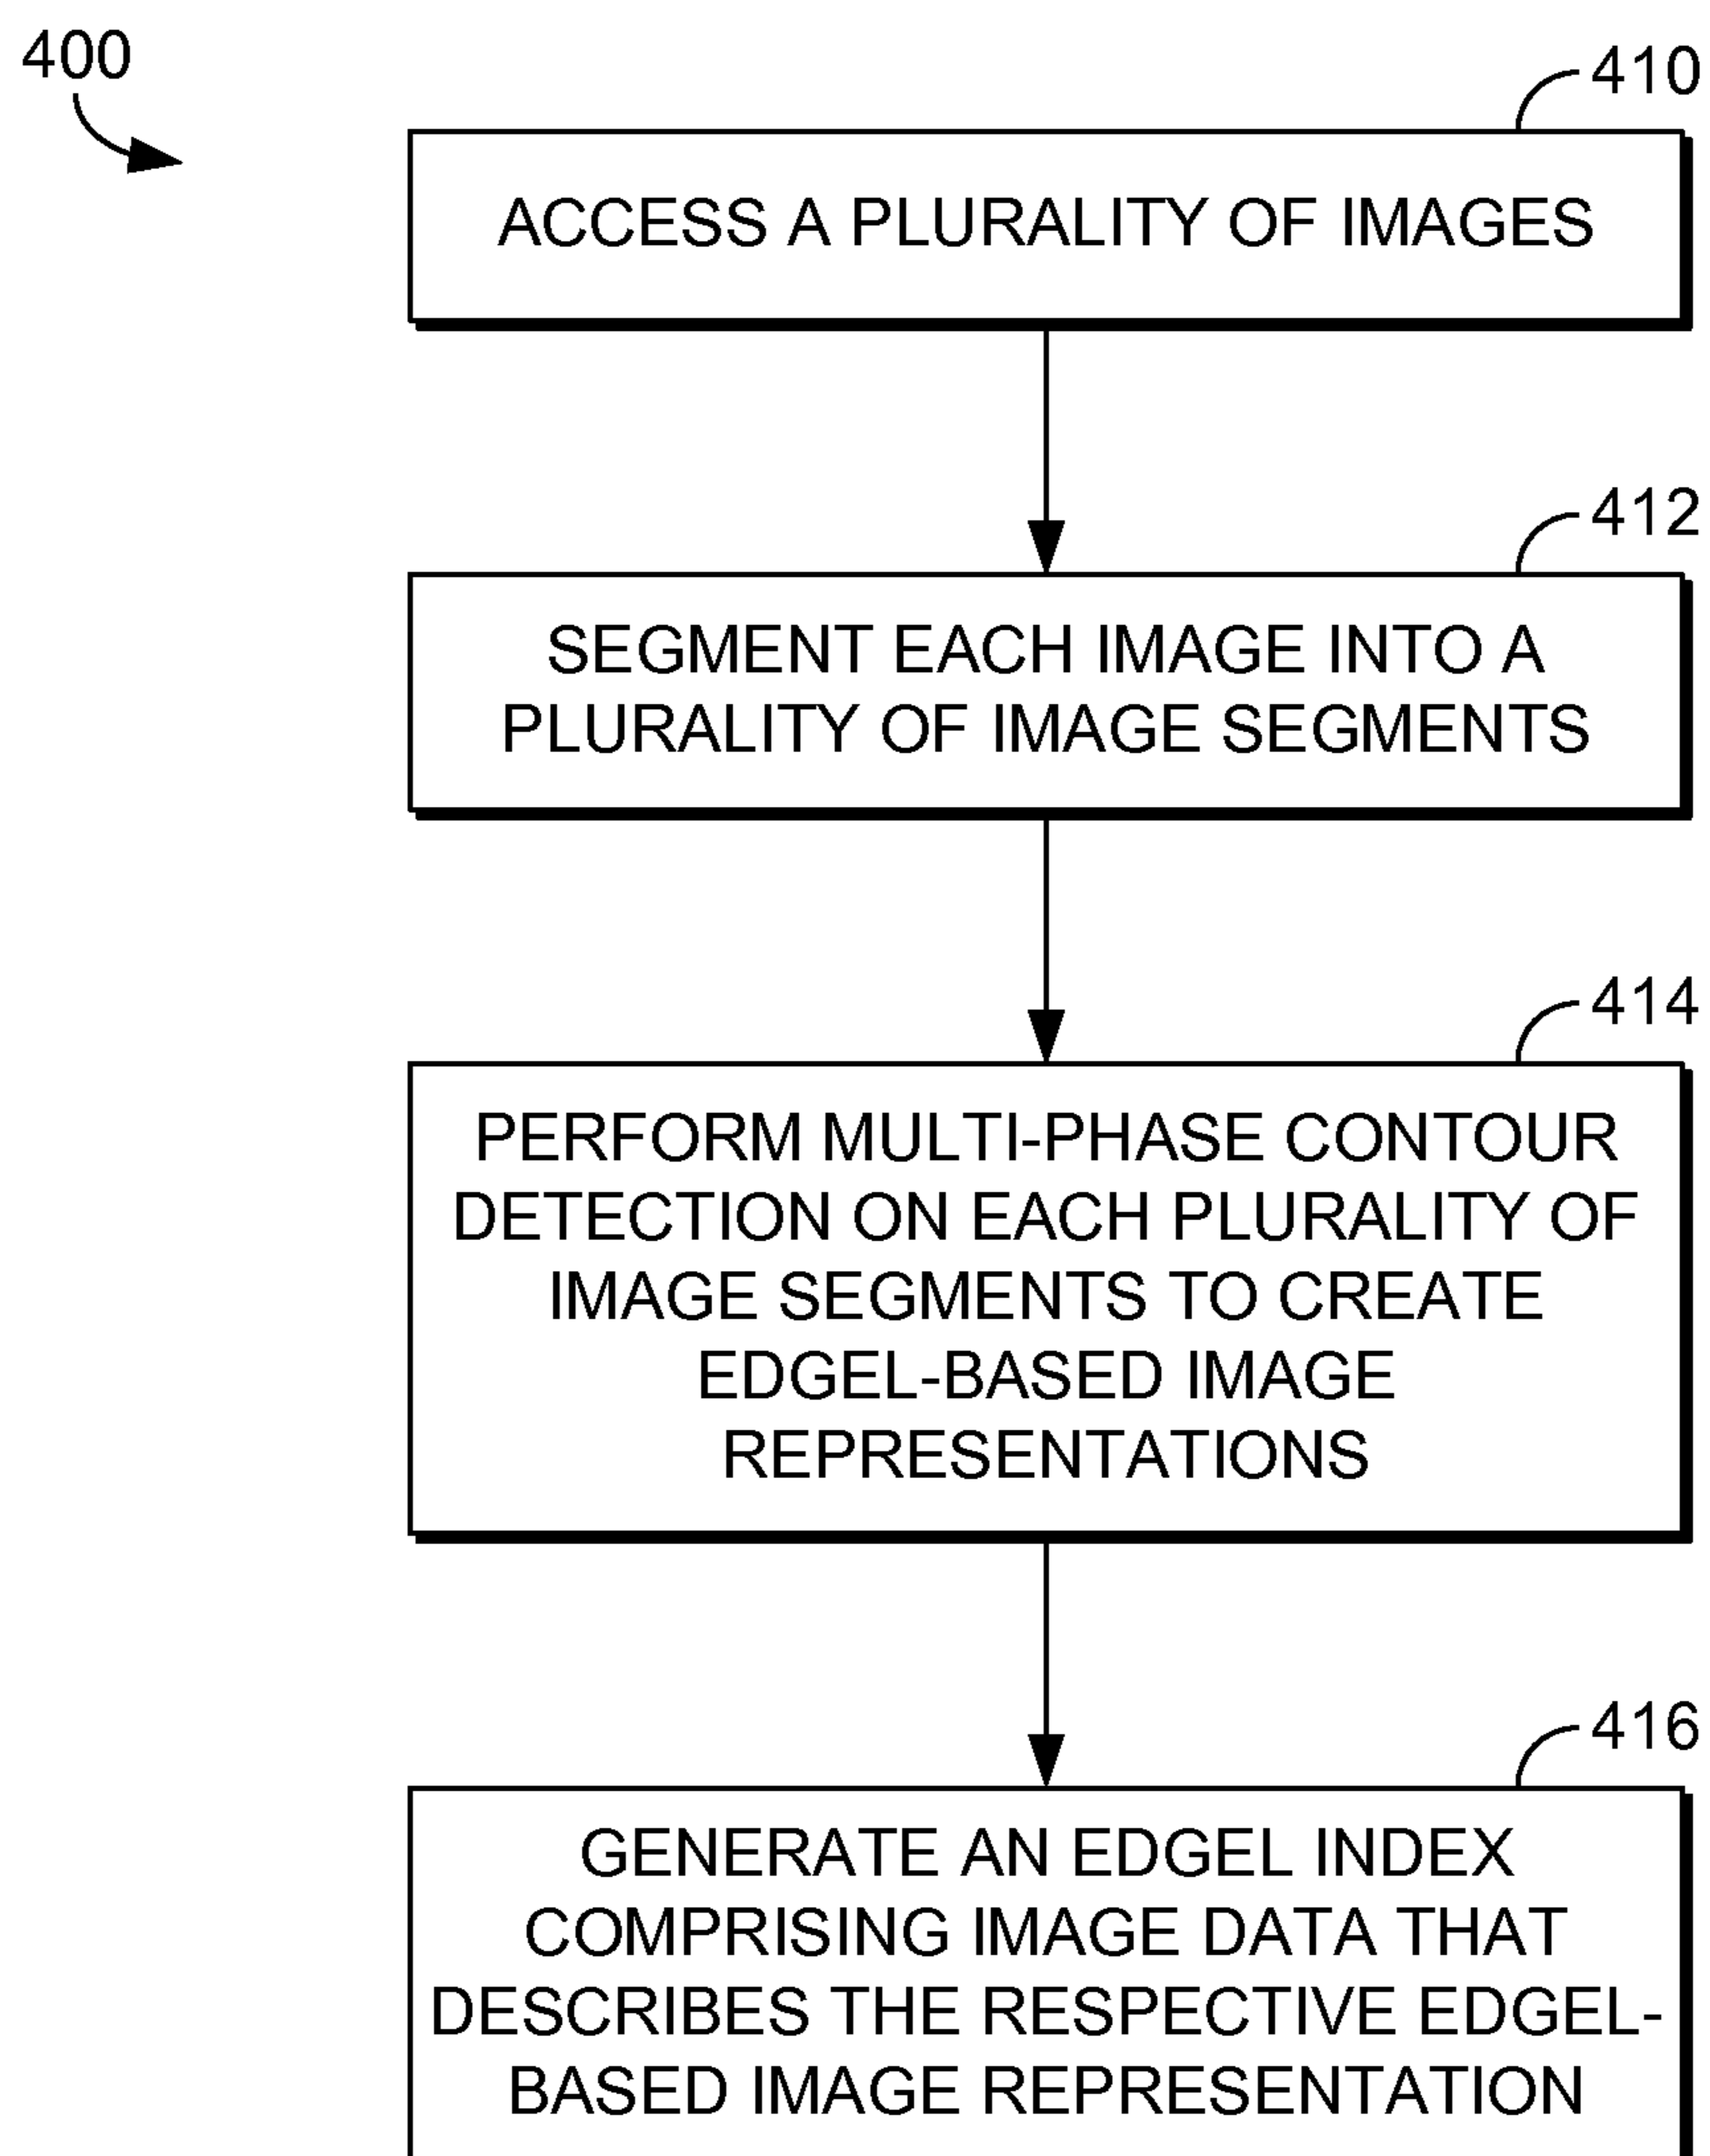 400
410
ACCESS A PLURALITY OF IMAGES
412
SEGMENT EACH IMAGE INTO A
PLURALITY OF IMAGE SEGMENTS
414
PERFORM MULTI-PHASE CONTOUR
DETECTION ON EACH PLURALITY OF
IMAGE SEGMENTS TO CREATE
EDGEL-BASED IMAGE
REPRESENTATIONS
416
GENERATE AN EDGEL INDEX
COMPRISING IMAGE DATA THAT
DESCRIBES THE RESPECTIVE EDGEL-
BASED IMAGE REPRESENTATION